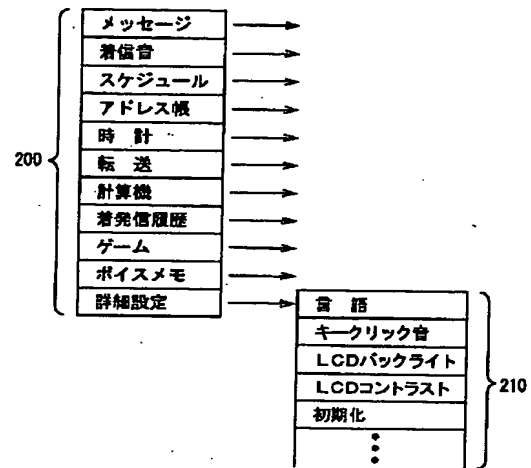 メッセージ
着信音
スケジュール
アドレス帳
時計
200
転送
計算機
着発信履歴
ゲーム
ボイスメモ
詳細設定
言語
キークリック音
LCDバックライト
LCDコントラスト
210
初期化